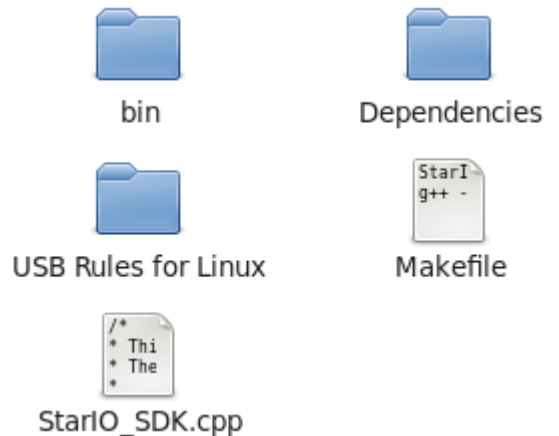 bin
Dependencies
USB Rules for Linux
StarI
g++ -
Makefile
/*
* Thi
* The
*
StarIO_SDK.cpp